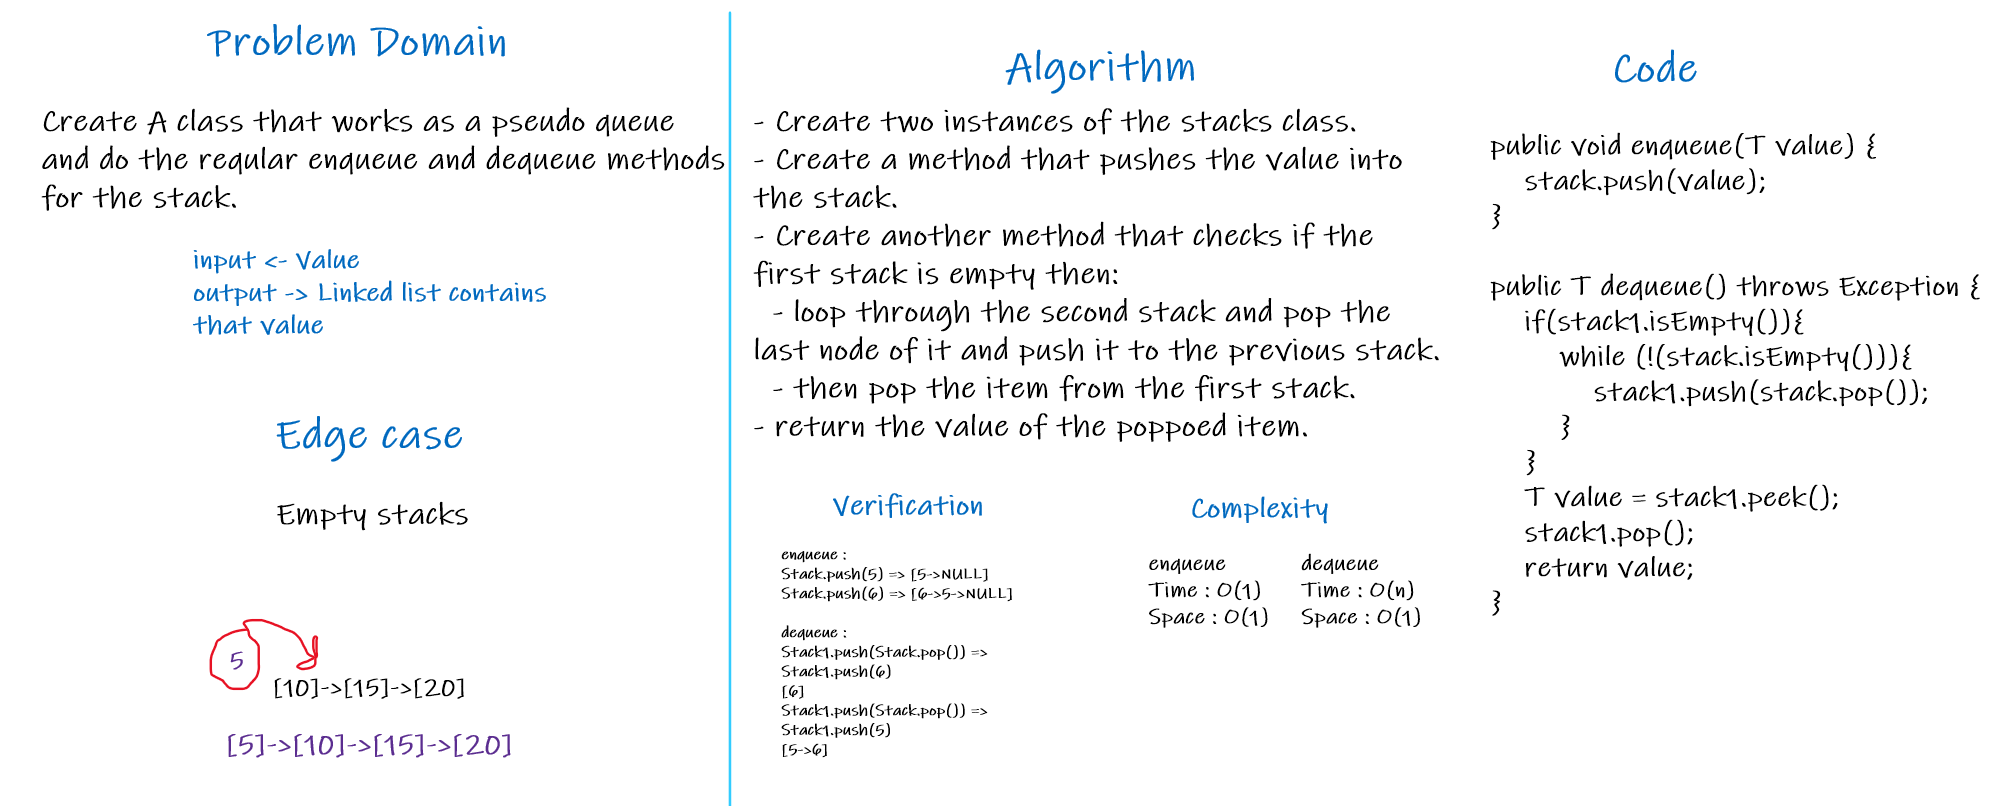 Problem Domain
Create A class that works as a pseudo queue
and do the reqular enqueue and dequeue methods
for the stack.
input <- Value
output -> Linked list contains
that value
Edge case
Empty stacks
5
[10]->[15]->[20]
[5]->[10]->[15]->[20]
Algorithm
- Create two instances of the stacks class.
- Create a method that pushes the value into
the stack.
- Create another method that checks if the
first stack is empty then:
- loop through the second stack and pop the
last node of it and push it to the previous stack.
- then pop the item from the first stack.
- return the value of the poppoed item.
Verification
enqueue :
Stack.push(5) => [5->NULL]
Stack.push(6) => [6->5->NULL]
dequeue :
Stack1.push(Stack.pop()) =>
Stack1.push(6)
[6]
Stack1.push(Stack.pop()) =>
Stack1.push(5)
[5->6]
Complexity
enqueue
Time : O(1)
Space : O(1)
dequeue
Time : O(n)
Space : O(1)
Code
public void enqueue(T value) {
stack.push(value);
}
public T dequeue() throws Exception {
if(stack1.isEmpty()){
while (!(stack.isEmpty())){
stack1.push(stack.pop());
}
}
T value = stack1.peek();
stack1.pop();
return value;
}